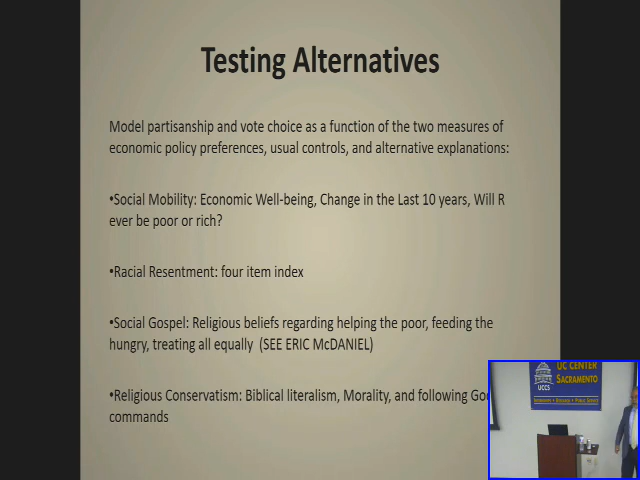 Testing Alternatives
Model partisanship and vote choice as a function of the two measures of
economic policy preferences, usual controls, and alternative explanations:
•Social Mobility: Economic Well-being, Change in the Last 10 years, Will R
ever be poor or rich?
•Racial Resentment: four item index
•Social Gospel: Religious beliefs regarding helping the poor, feeding the
hungry, treating all equally (SEE ERIC McDANIEL)
•Religious Conservatism: Biblical literalism, Morality, and following
commands
UC CENTER
SACRAMENTO
UCCS